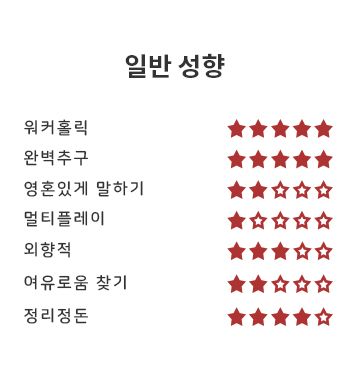 일반 성향
워커홀릭 ★★★★★
완벽추구 ★★★★★
영혼있게 말하기 ★★☆☆☆
멀티플레이 ★☆☆☆☆
외향적 ★★★☆☆
여유로움 찾기 ★★☆☆☆
정리정돈 ★★★★☆